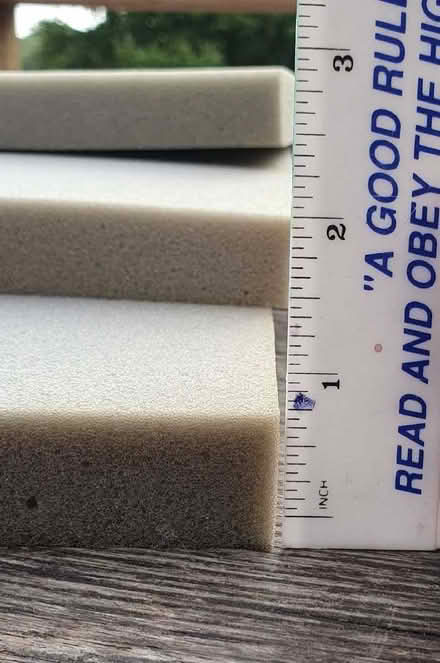 "A GOOD RUL
READ AND OBEY THE HIG
3
2
1
INCH